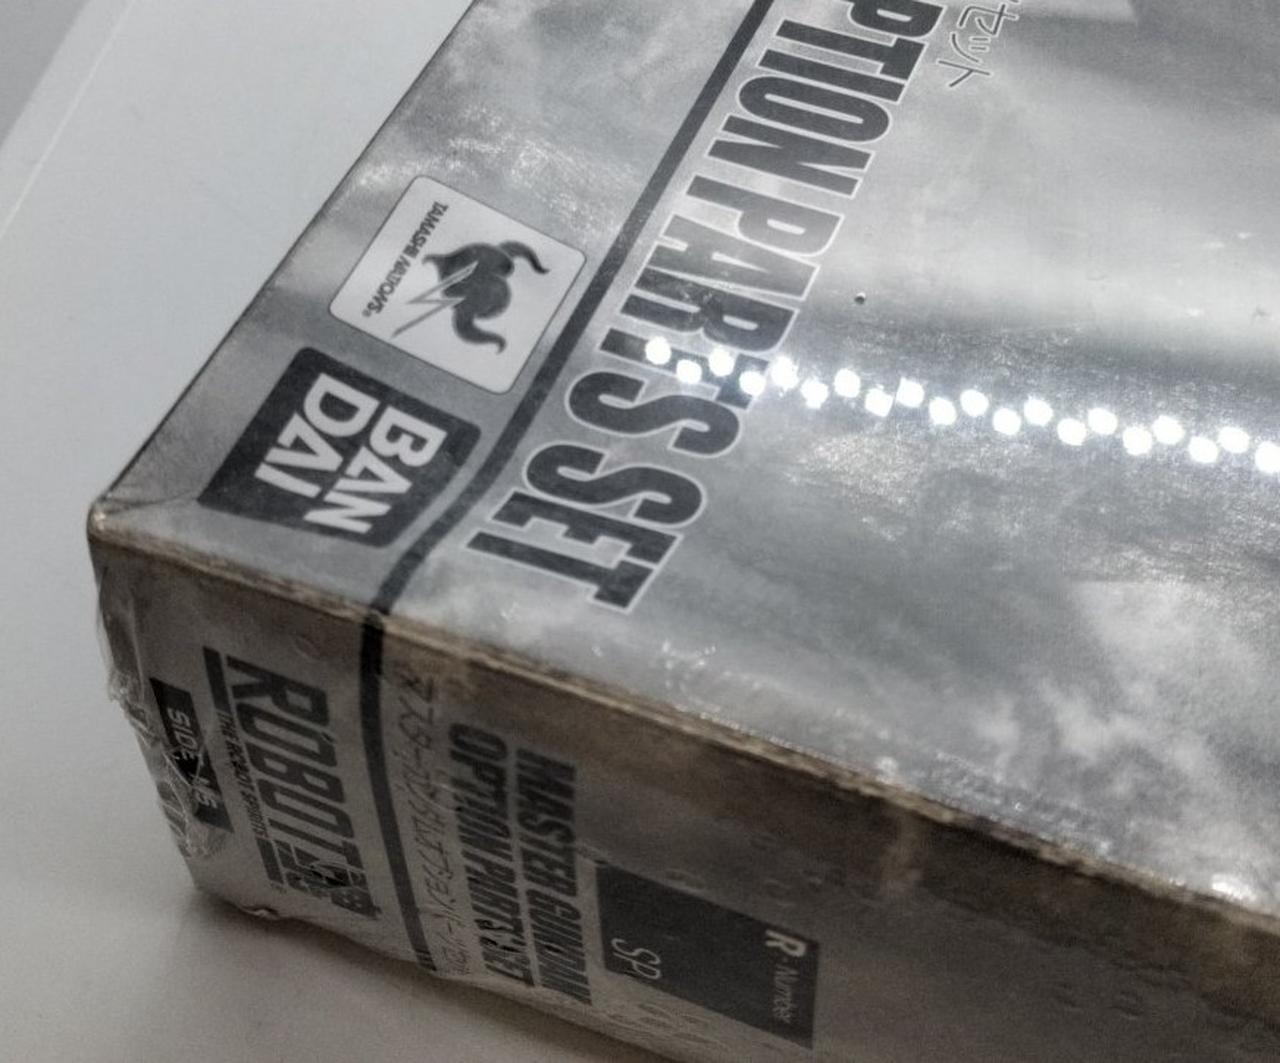 PTION PARTS SET
セット
TAMASHII NATIONS®
BAN
DAI
SIDE MS
ROBOT魂
THE ROBOT SPIRITS
MASTER GUNDAM
OPTION PARTS SET
R-Number
SP